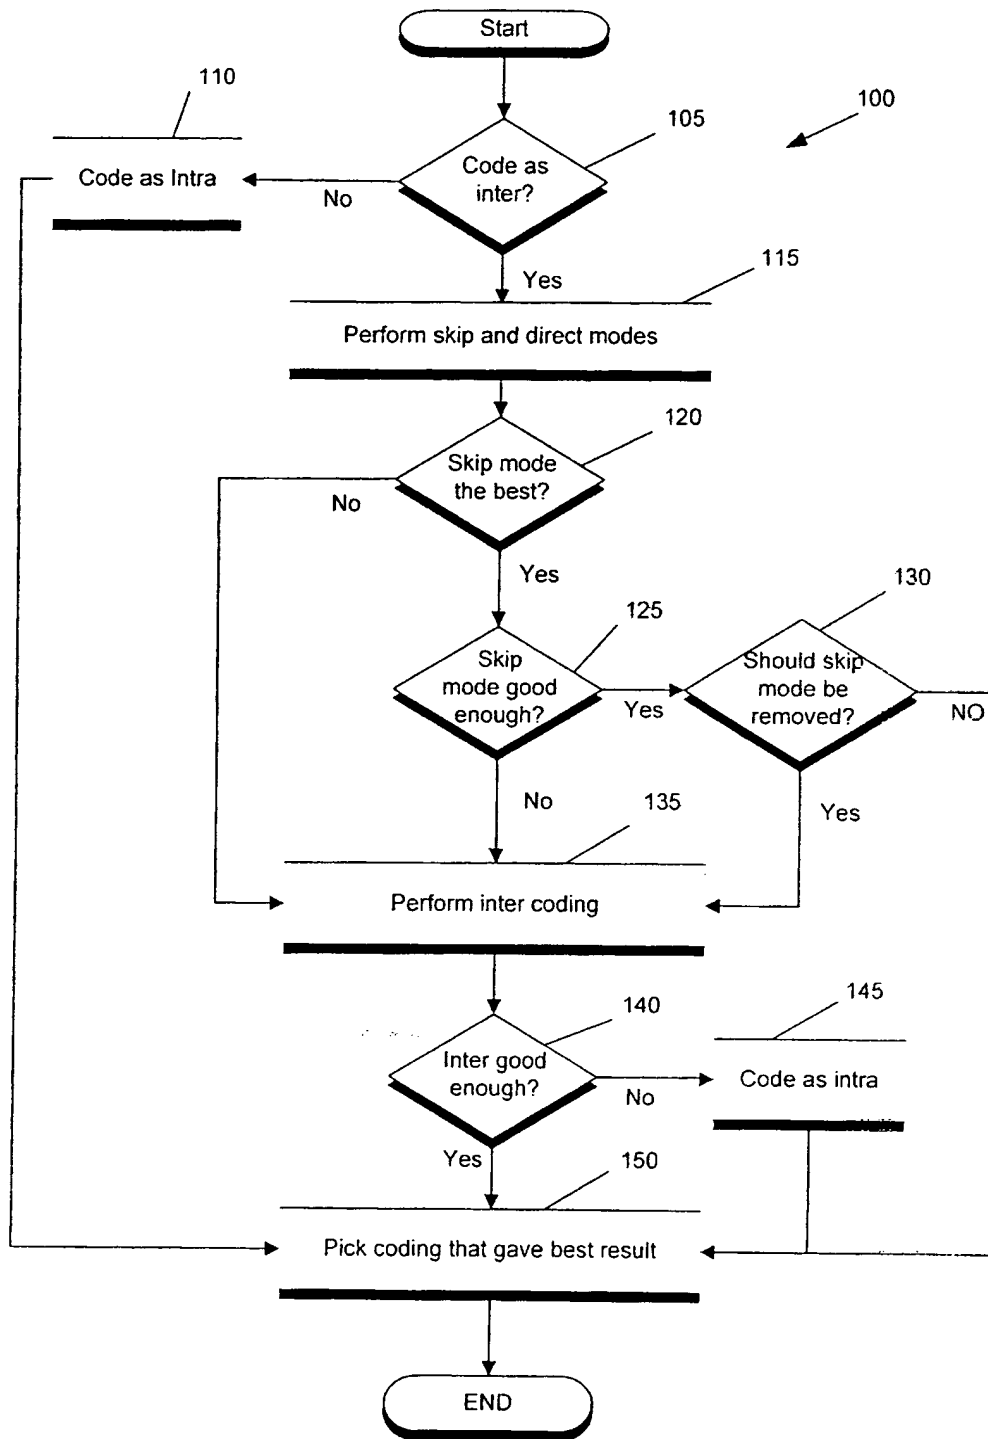 Start
110
105
100
Code as
inter?
Code as Intra
No
Yes
115
Perform skip and direct modes
120
Skip mode
the best?
No
Yes
125
130
Skip
mode good
enough?
Yes
Should skip
mode be
removed?
NO
No
Yes
135
Perform inter coding
140
145
Inter good
enough?
No
Code as intra
Yes
150
Pick coding that gave best result
END